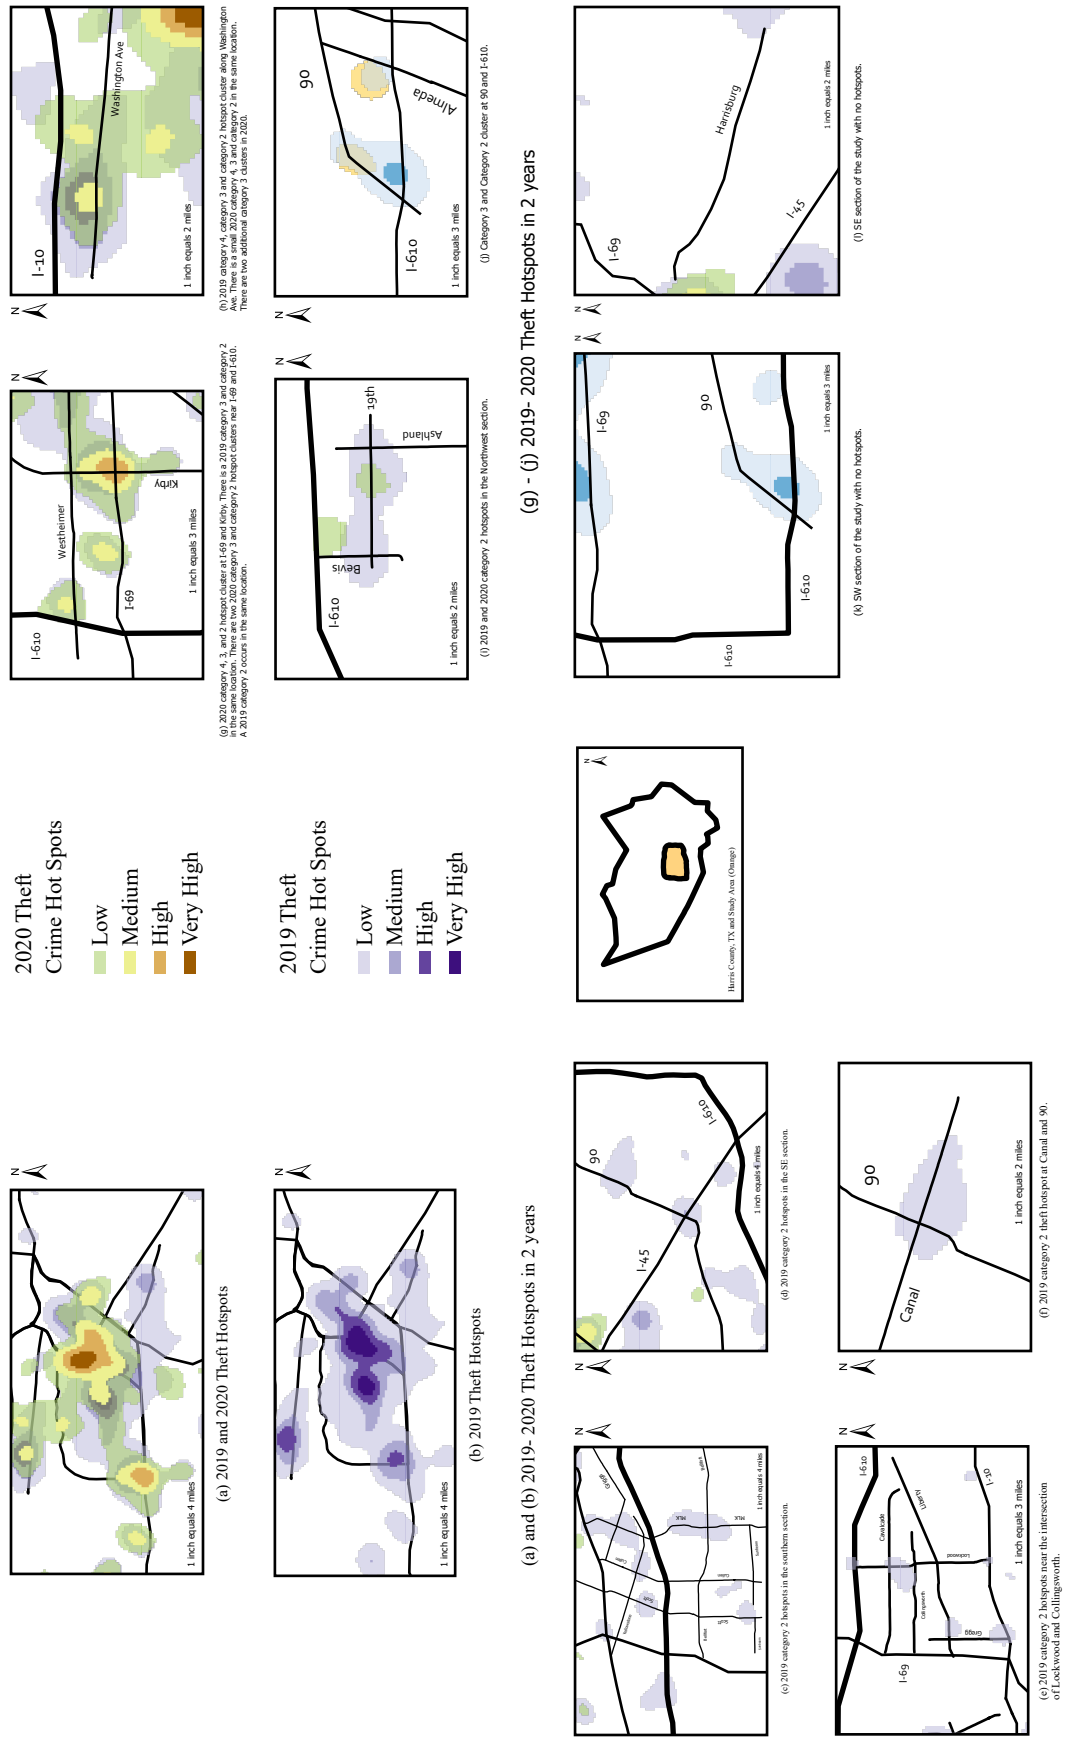 N
1 inch equals 4 miles
(a) 2019 and 2020 Theft Hotspots
2020 Theft
Crime Hot Spots
Low
Medium
High
Very High
N
I-610
Westheimer
I-69
Kirby
1 inch equals 3 miles
(g) 2020 category 4, 3, and 2 hotspot cluster at I-69 and Kirby. There is a 2019 category 3 and category 2
in the same location. There are two 2020 category 3 and category 2 hotspot clusters near I-69 and I-610.
A 2019 category 2 occurs in the same location.
N
I-10
Washington Ave
1 inch equals 2 miles
(h) 2019 category 4, category 3 and category 2 hotspot cluster along Washington
Ave. There is a small 2020 category 4, 3 and category 2 in the same location.
There are two additional category 3 clusters in 2020.
N
1 inch equals 4 miles
(b) 2019 Theft Hotspots
2019 Theft
Crime Hot Spots
Low
Medium
High
Very High
N
I-610
Bevis
19th
Ashland
1 inch equals 2 miles
(i) 2019 and 2020 category 2 hotspots in the Northwest section.
N
90
Almeda
I-610
1 inch equals 3 miles
(j) Category 3 and Category 2 cluster at 90 and I-610.
(a) and (b) 2019- 2020 Theft Hotspots in 2 years
(g) - (j) 2019- 2020 Theft Hotspots in 2 years
N
Griggs
Cullen
MLK
Scott
Cullen
Scott
MLK
1 inch equals 4 miles
(c) 2019 category 2 hotspots in the southern section.
N
90
I-45
I-610
1 inch equals 4 miles
(d) 2019 category 2 hotspots in the SE section.
N
Harris County, TX and Study Area (Orange)
N
I-69
90
I-610
I-610
1 inch equals 3 miles
(k) SW section of the study with no hotspots.
N
I-69
Harrisburg
I-45
1 inch equals 2 miles
(l) SE section of the study with no hotspots.
N
I-610
Cavalcade
Liberty
Collingsworth
Lockwood
I-10
Gregg
I-69
1 inch equals 3 miles
(e) 2019 category 2 hotspots near the intersection
of Lockwood and Collingsworth.
N
90
Canal
1 inch equals 2 miles
(f) 2019 category 2 theft hotspot at Canal and 90.